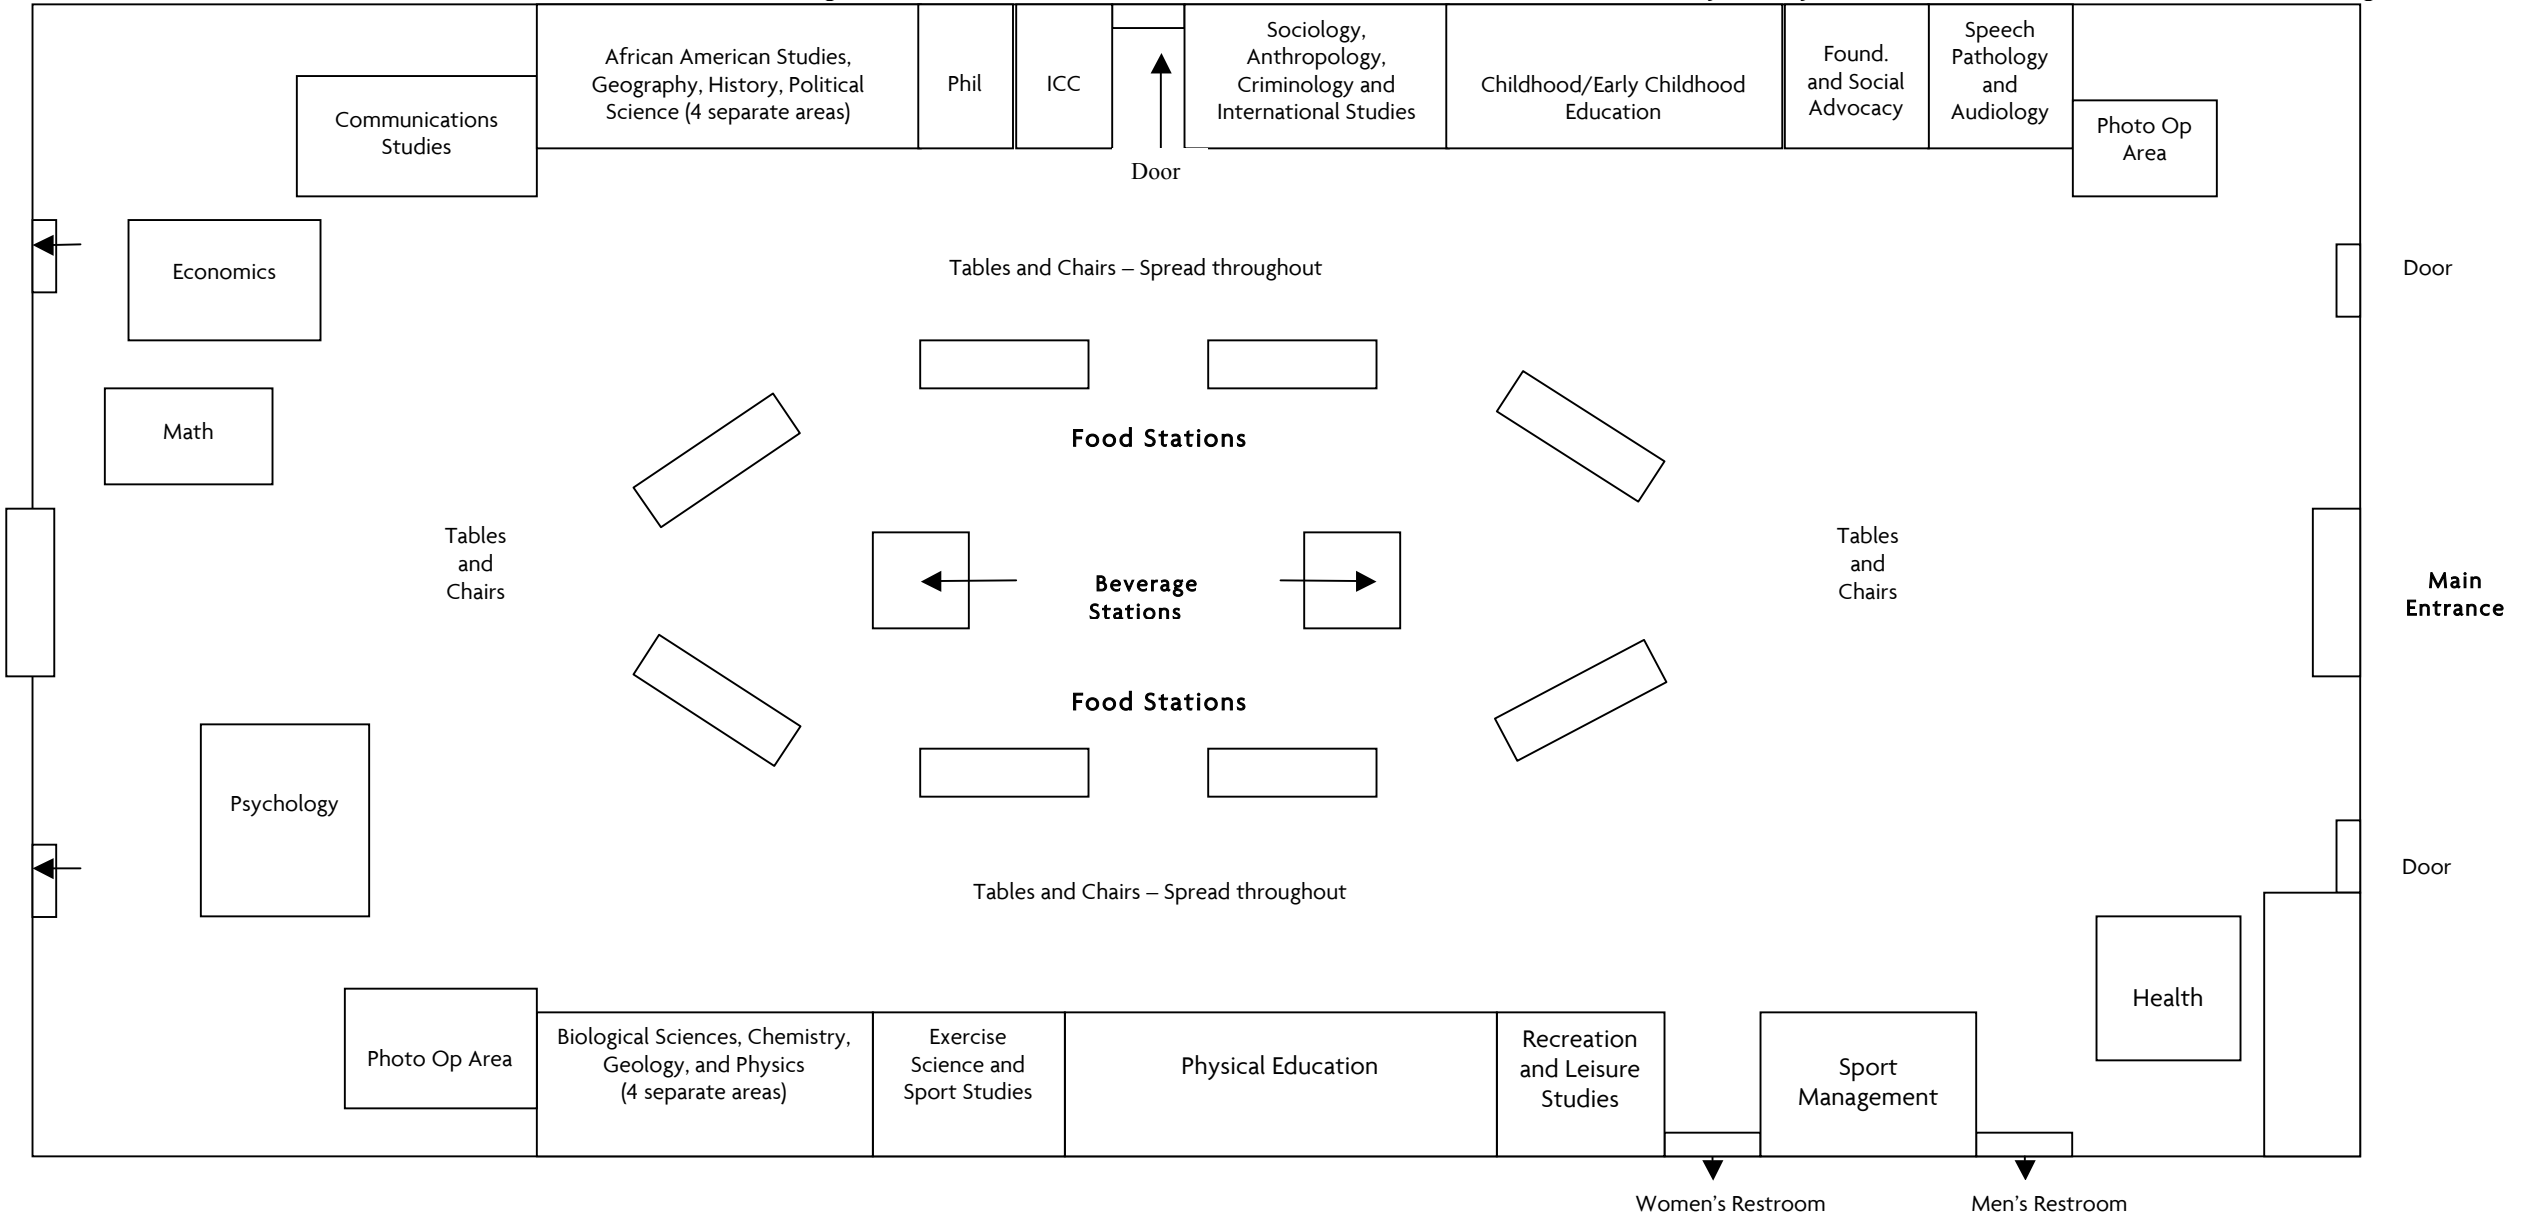 African American Studies,
Geography, History, Political
Science (4 separate areas)
Phil
ICC
Sociology,
Anthropology,
Criminology and
International Studies
Childhood/Early Childhood
Education
Found.
and Social
Advocacy
Speech
Pathology
and
Audiology
Communications
Studies
Photo Op
Area
Door
Economics
Tables and Chairs – Spread throughout
Door
Math
Food Stations
Tables
and
Chairs
Beverage
Stations
Tables
and
Chairs
Main
Entrance
Food Stations
Psychology
Tables and Chairs – Spread throughout
Door
Health
Photo Op Area
Biological Sciences, Chemistry,
Geology, and Physics
(4 separate areas)
Exercise
Science and
Sport Studies
Physical Education
Recreation
and Leisure
Studies
Sport
Management
Women's Restroom
Men's Restroom